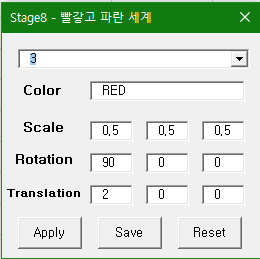 Stage8 - 빨갛고 파란 세계
3
Color RED
Scale 0,5 0,5 0,5
Rotation 90 0 0
Translation 2 0 0
Apply Save Reset